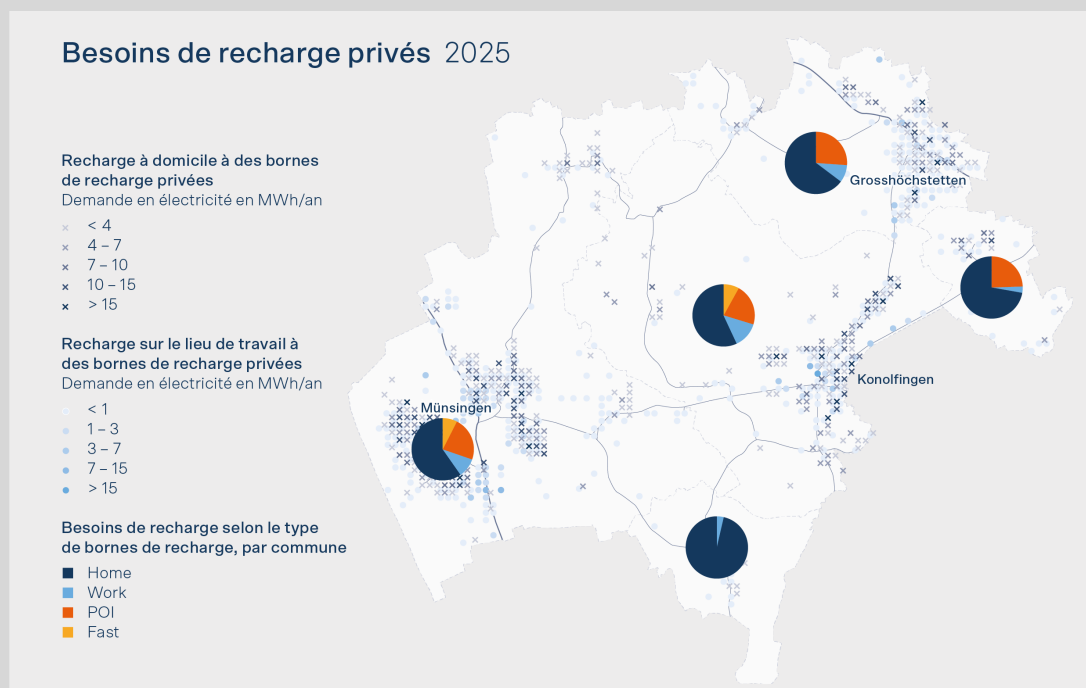 Besoins de recharge privés 2025
Recharge à domicile à des bornes
de recharge privées
Demande en électricité en MWh/an
< 4
4 – 7
7 – 10
10 – 15
> 15
Recharge sur le lieu de travail à
des bornes de recharge privées
Demande en électricité en MWh/an
< 1
1 – 3
3 – 7
7 – 15
> 15
Besoins de recharge selon le type
de bornes de recharge, par commune
Home
Work
POI
Fast
Grosshöchstetten
Konolfingen
Münsingen